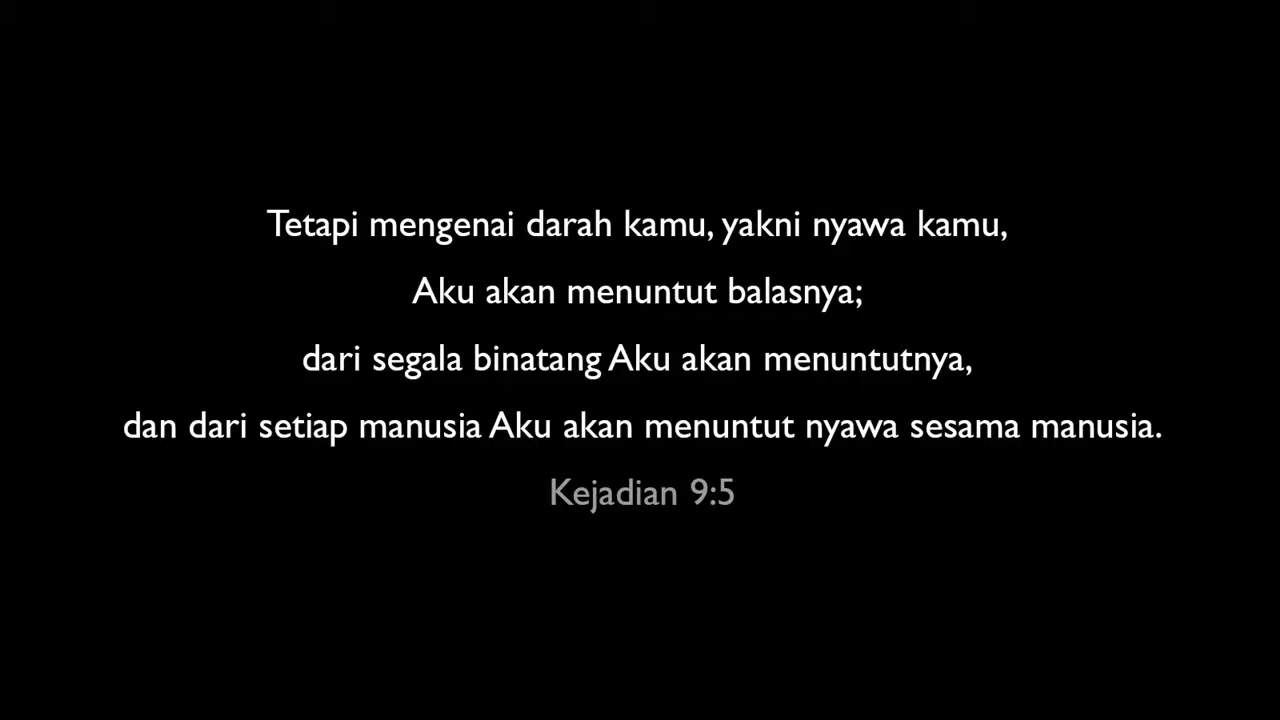 Tetapi mengenai darah kamu, yakni nyawa kamu,
Aku akan menuntut balasnya;
dari segala binatang Aku akan menuntutnya,
dan dari setiap manusia Aku akan menuntut nyawa sesama manusia.
Kejadian 9:5